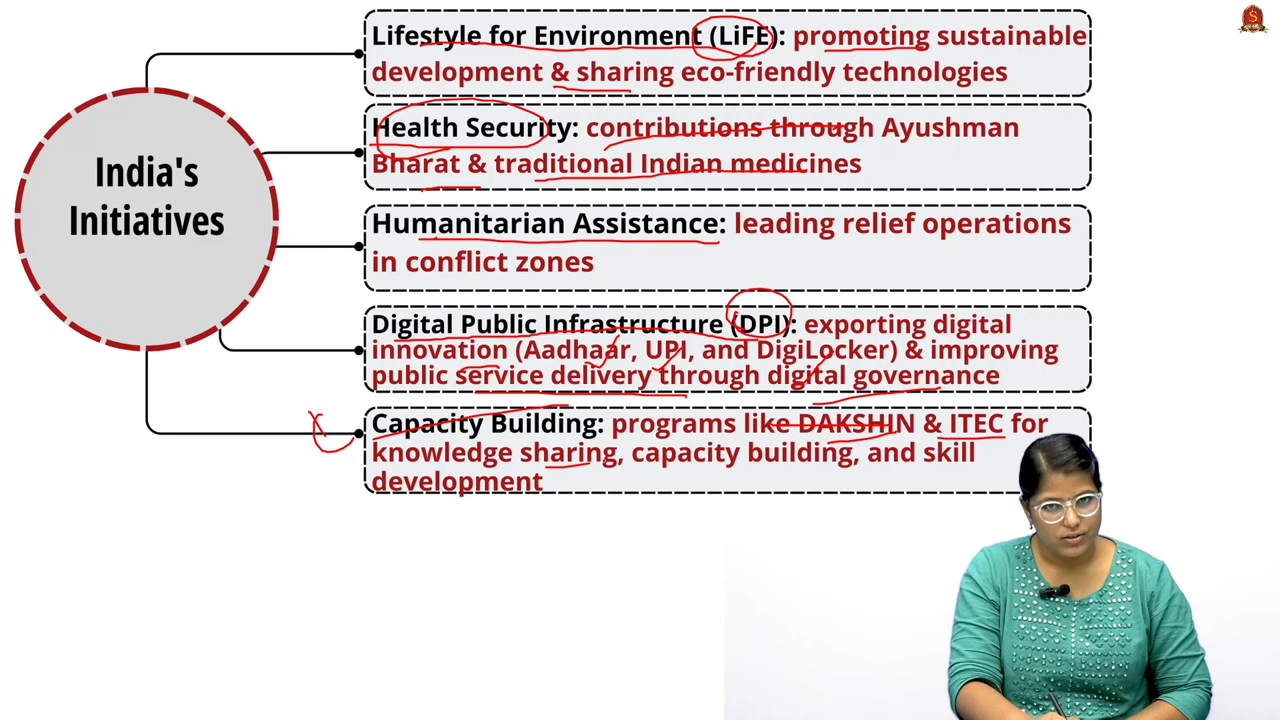 India's
Initiatives
Lifestyle for Environment (LiFE): promoting sustainable
development & sharing eco-friendly technologies
Health Security: contributions through Ayushman
Bharat & traditional Indian medicines
Humanitarian Assistance: leading relief operations
in conflict zones
Digital Public Infrastructure (DPI): exporting digital
innovation (Aadhaar, UPI, and DigiLocker) & improving
public service delivery through digital governance
Capacity Building: programs like DAKSHIN & ITEC for
knowledge sharing, capacity building, and skill
development